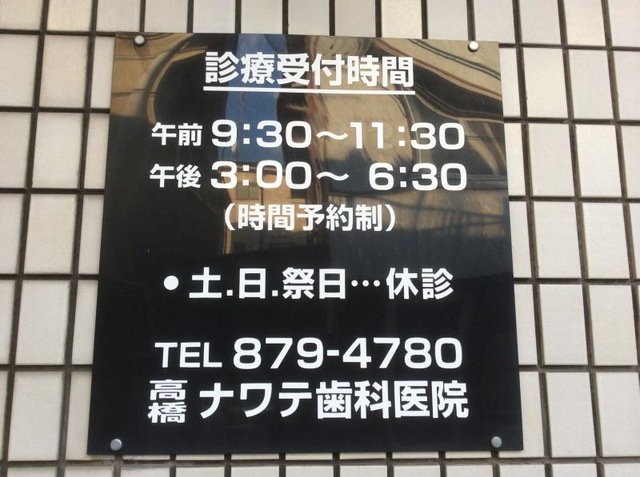 診療受付時間
午前 9:30～11:30
午後 3:00～ 6:30
(時間予約制)
・土.日.祭日…休診
TEL 879-4780
高橋 ナワテ歯科医院